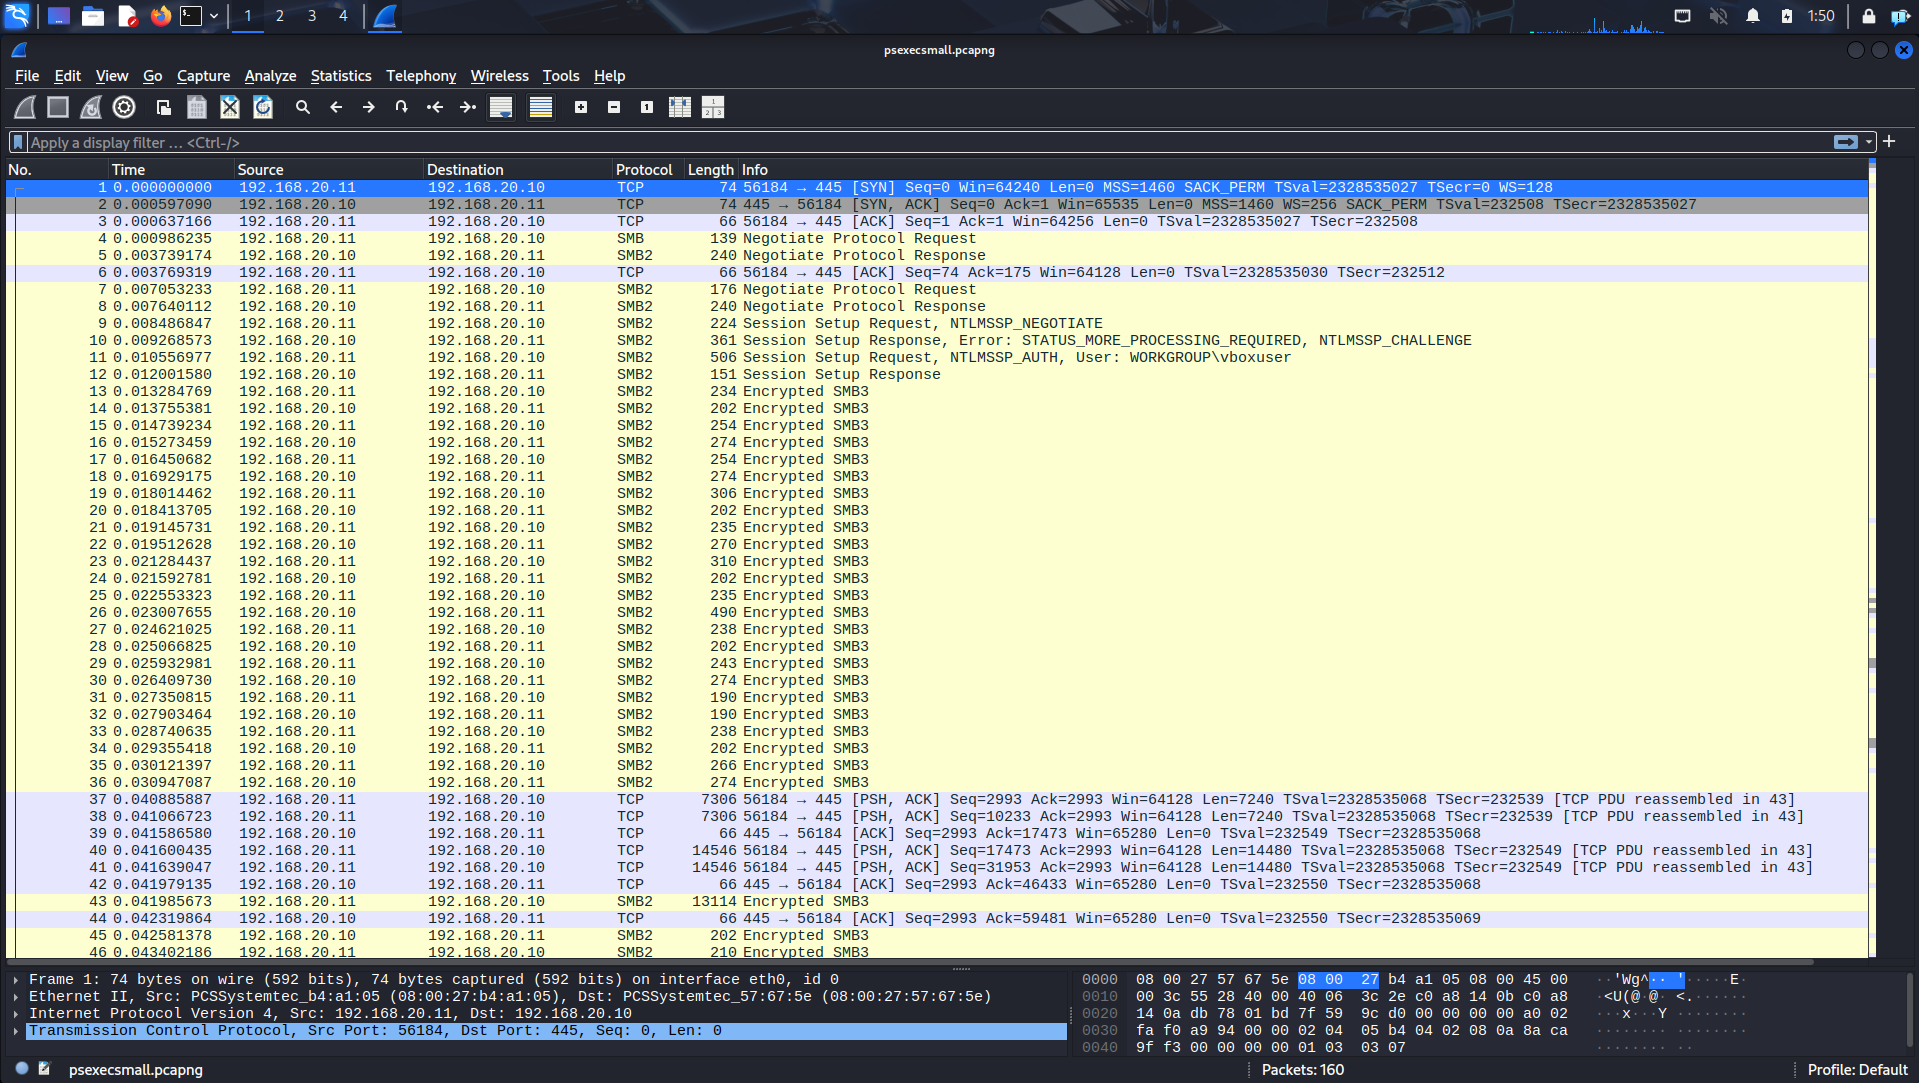 1 2 3 4 1:50
psexecsmall.pcapng
File Edit View Go Capture Analyze Statistics Telephony Wireless Tools Help
Apply a display filter … <Ctrl-/>
No. Time Source Destination Protocol Length Info
1 0.000000000 192.168.20.11 192.168.20.10 TCP 74 56184 → 445 [SYN] Seq=0 Win=64240 Len=0 MSS=1460 SACK_PERM TSval=2328535027 TSecr=0 WS=128
2 0.000597090 192.168.20.10 192.168.20.11 TCP 74 445 → 56184 [SYN, ACK] Seq=0 Ack=1 Win=65535 Len=0 MSS=1460 WS=256 SACK_PERM TSval=232508 TSecr=2328535027
3 0.000637166 192.168.20.11 192.168.20.10 TCP 66 56184 → 445 [ACK] Seq=1 Ack=1 Win=64256 Len=0 TSval=2328535027 TSecr=232508
4 0.000986235 192.168.20.11 192.168.20.10 SMB 139 Negotiate Protocol Request
5 0.003739174 192.168.20.10 192.168.20.11 SMB2 240 Negotiate Protocol Response
6 0.003769319 192.168.20.11 192.168.20.10 TCP 66 56184 → 445 [ACK] Seq=74 Ack=175 Win=64128 Len=0 TSval=2328535030 TSecr=232512
7 0.007053233 192.168.20.11 192.168.20.10 SMB2 176 Negotiate Protocol Request
8 0.007640112 192.168.20.10 192.168.20.11 SMB2 240 Negotiate Protocol Response
9 0.008486847 192.168.20.11 192.168.20.10 SMB2 224 Session Setup Request, NTLMSSP_NEGOTIATE
10 0.009268573 192.168.20.10 192.168.20.11 SMB2 361 Session Setup Response, Error: STATUS_MORE_PROCESSING_REQUIRED, NTLMSSP_CHALLENGE
11 0.010556977 192.168.20.11 192.168.20.10 SMB2 506 Session Setup Request, NTLMSSP_AUTH, User: WORKGROUP\vboxuser
12 0.012001580 192.168.20.10 192.168.20.11 SMB2 151 Session Setup Response
13 0.013284769 192.168.20.11 192.168.20.10 SMB2 234 Encrypted SMB3
14 0.013755381 192.168.20.10 192.168.20.11 SMB2 202 Encrypted SMB3
15 0.014739234 192.168.20.11 192.168.20.10 SMB2 254 Encrypted SMB3
16 0.015273459 192.168.20.10 192.168.20.11 SMB2 274 Encrypted SMB3
17 0.016450682 192.168.20.11 192.168.20.10 SMB2 254 Encrypted SMB3
18 0.016929175 192.168.20.10 192.168.20.11 SMB2 274 Encrypted SMB3
19 0.018014462 192.168.20.11 192.168.20.10 SMB2 306 Encrypted SMB3
20 0.018413705 192.168.20.10 192.168.20.11 SMB2 202 Encrypted SMB3
21 0.019145731 192.168.20.11 192.168.20.10 SMB2 235 Encrypted SMB3
22 0.019512628 192.168.20.10 192.168.20.11 SMB2 270 Encrypted SMB3
23 0.021284437 192.168.20.11 192.168.20.10 SMB2 310 Encrypted SMB3
24 0.021592781 192.168.20.10 192.168.20.11 SMB2 202 Encrypted SMB3
25 0.022553323 192.168.20.11 192.168.20.10 SMB2 235 Encrypted SMB3
26 0.023007655 192.168.20.10 192.168.20.11 SMB2 490 Encrypted SMB3
27 0.024621025 192.168.20.11 192.168.20.10 SMB2 238 Encrypted SMB3
28 0.025066825 192.168.20.10 192.168.20.11 SMB2 202 Encrypted SMB3
29 0.025932981 192.168.20.11 192.168.20.10 SMB2 243 Encrypted SMB3
30 0.026409730 192.168.20.10 192.168.20.11 SMB2 274 Encrypted SMB3
31 0.027350815 192.168.20.11 192.168.20.10 SMB2 190 Encrypted SMB3
32 0.027903464 192.168.20.10 192.168.20.11 SMB2 190 Encrypted SMB3
33 0.028740635 192.168.20.11 192.168.20.10 SMB2 238 Encrypted SMB3
34 0.029355418 192.168.20.10 192.168.20.11 SMB2 202 Encrypted SMB3
35 0.030121397 192.168.20.11 192.168.20.10 SMB2 266 Encrypted SMB3
36 0.030947087 192.168.20.10 192.168.20.11 SMB2 274 Encrypted SMB3
37 0.040885887 192.168.20.11 192.168.20.10 TCP 7306 56184 → 445 [PSH, ACK] Seq=2993 Ack=2993 Win=64128 Len=7240 TSval=2328535068 TSecr=232539 [TCP PDU reassembled in 43]
38 0.041066723 192.168.20.11 192.168.20.10 TCP 7306 56184 → 445 [PSH, ACK] Seq=10233 Ack=2993 Win=64128 Len=7240 TSval=2328535068 TSecr=232539 [TCP PDU reassembled in 43]
39 0.041586580 192.168.20.10 192.168.20.11 TCP 66 445 → 56184 [ACK] Seq=2993 Ack=17473 Win=65280 Len=0 TSval=232549 TSecr=2328535068
40 0.041600435 192.168.20.11 192.168.20.10 TCP 14546 56184 → 445 [PSH, ACK] Seq=17473 Ack=2993 Win=64128 Len=14480 TSval=2328535068 TSecr=232549 [TCP PDU reassembled in 43]
41 0.041639047 192.168.20.11 192.168.20.10 TCP 14546 56184 → 445 [PSH, ACK] Seq=31953 Ack=2993 Win=64128 Len=14480 TSval=2328535068 TSecr=232549 [TCP PDU reassembled in 43]
42 0.041979135 192.168.20.10 192.168.20.11 TCP 66 445 → 56184 [ACK] Seq=2993 Ack=46433 Win=65280 Len=0 TSval=232550 TSecr=2328535068
43 0.041985673 192.168.20.11 192.168.20.10 SMB2 13114 Encrypted SMB3
44 0.042319864 192.168.20.10 192.168.20.11 TCP 66 445 → 56184 [ACK] Seq=2993 Ack=59481 Win=65280 Len=0 TSval=232550 TSecr=2328535069
45 0.042581378 192.168.20.10 192.168.20.11 SMB2 202 Encrypted SMB3
46 0.043402186 192.168.20.11 192.168.20.10 SMB2 210 Encrypted SMB3
Frame 1: 74 bytes on wire (592 bits), 74 bytes captured (592 bits) on interface eth0, id 0
Ethernet II, Src: PCSSystemtec_b4:a1:05 (08:00:27:b4:a1:05), Dst: PCSSystemtec_57:67:5e (08:00:27:57:67:5e)
Internet Protocol Version 4, Src: 192.168.20.11, Dst: 192.168.20.10
Transmission Control Protocol, Src Port: 56184, Dst Port: 445, Seq: 0, Len: 0
0000 08 00 27 57 67 5e 08 00 27 b4 a1 05 08 00 45 00 ··'Wg^·· '·····E·
0010 00 3c 55 28 40 00 40 06 3c 2e c0 a8 14 0b c0 a8 ·<U(@·@· <.······
0020 14 0a db 78 01 bd 7f 59 9c d0 00 00 00 00 a0 02 ···x···Y ········
0030 fa f0 a9 94 00 00 02 04 05 b4 04 02 08 0a 8a ca ········ ········
0040 9f f3 00 00 00 00 01 03 03 07 ········ ··
psexecsmall.pcapng Packets: 160 Profile: Default